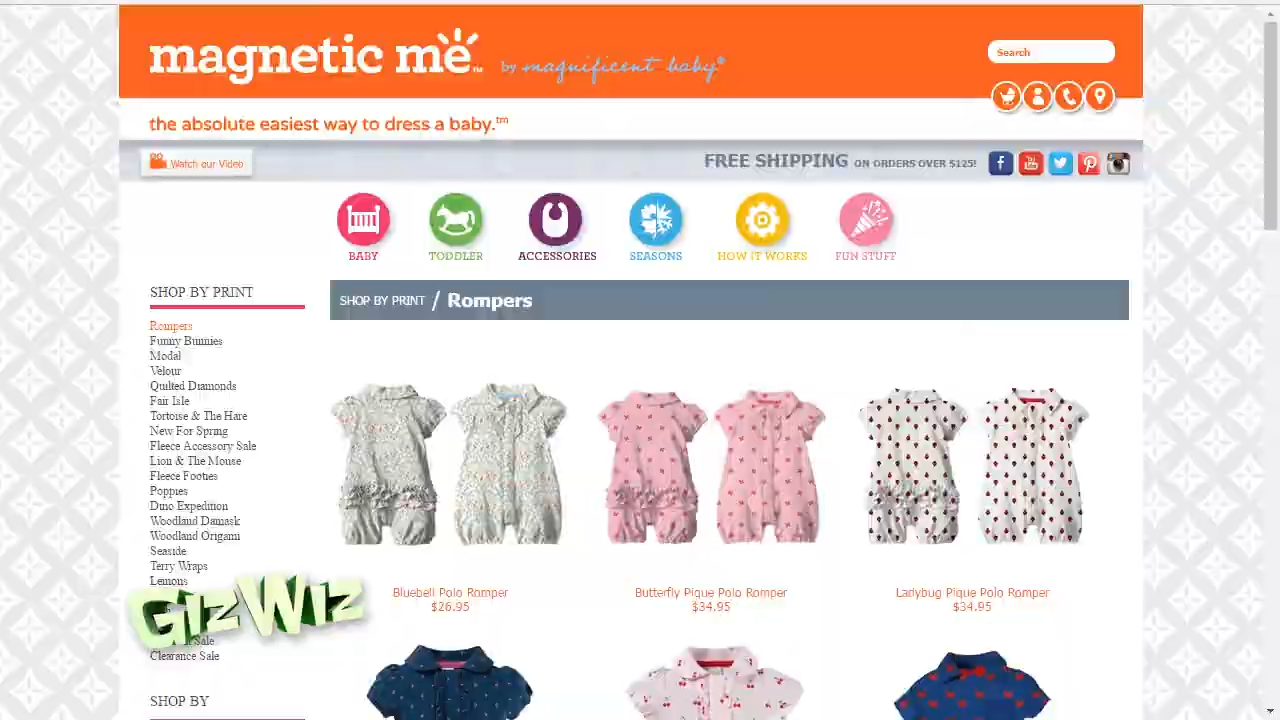 magnetic me™ by magnificent baby®
Search
the absolute easiest way to dress a baby.™
Watch our Video
FREE SHIPPING ON ORDERS OVER $125!
BABY
TODDLER
ACCESSORIES
SEASONS
HOW IT WORKS
FUN STUFF
SHOP BY PRINT
Rompers
Funny Bunnies
Modal
Velour
Quilted Diamonds
Fair Isle
Tortoise & The Hare
New For Spring
Fleece Accessory Sale
Lion & The Mouse
Fleece Footies
Poppies
Dino Expedition
Woodland Damask
Woodland Origami
Seaside
Terry Wraps
Lemons
Sale
Clearance Sale
SHOP BY
SHOP BY PRINT / Rompers
Bluebell Polo Romper
$26.95
Butterfly Pique Polo Romper
$34.95
Ladybug Pique Polo Romper
$34.95
GIZWIZ